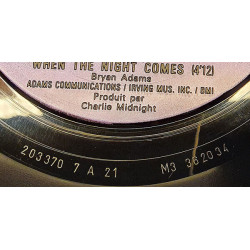 WHEN THE NIGHT COMES (4'12)
Bryan Adams
ADAMS COMMUNICATIONS / IRVING MUS. INC. / BMI
Produit par
Charlie Midnight
203370 7 A 21 M3 362034